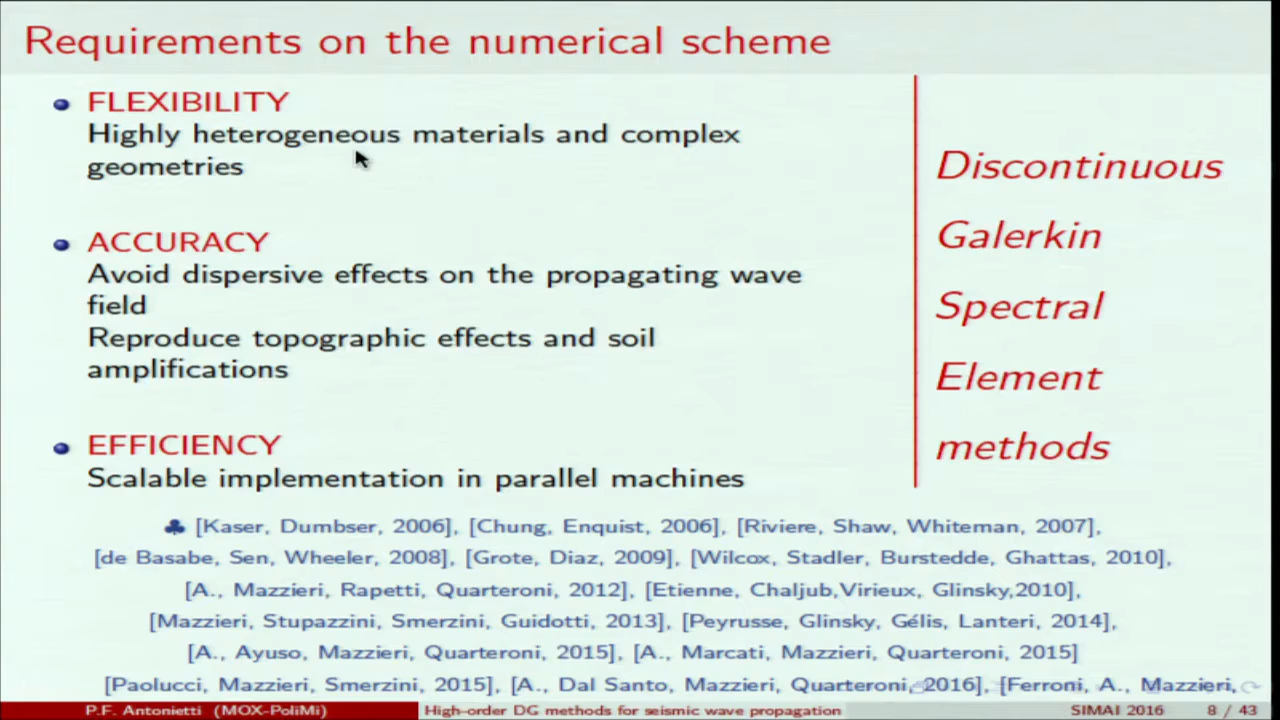 Requirements on the numerical scheme
FLEXIBILITY
Highly heterogeneous materials and complex
geometries
ACCURACY
Avoid dispersive effects on the propagating wave
field
Reproduce topographic effects and soil
amplifications
EFFICIENCY
Scalable implementation in parallel machines
Discontinuous
Galerkin
Spectral
Element
methods
♣ [Kaser, Dumbser, 2006], [Chung, Enquist, 2006], [Riviere, Shaw, Whiteman, 2007],
[de Basabe, Sen, Wheeler, 2008], [Grote, Diaz, 2009], [Wilcox, Stadler, Burstedde, Ghattas, 2010],
[A., Mazzieri, Rapetti, Quarteroni, 2012], [Etienne, Chaljub,Virieux, Glinsky,2010],
[Mazzieri, Stupazzini, Smerzini, Guidotti, 2013], [Peyrusse, Glinsky, Gélis, Lanteri, 2014],
[A., Ayuso, Mazzieri, Quarteroni, 2015], [A., Marcati, Mazzieri, Quarteroni, 2015]
[Paolucci, Mazzieri, Smerzini, 2015], [A., Dal Santo, Mazzieri, Quarteroni, 2016], [Ferroni, A., Mazzieri,
P.F. Antonietti (MOX-PoliMi) High-order DG methods for seismic wave propagation SIMAI 2016 8 / 43